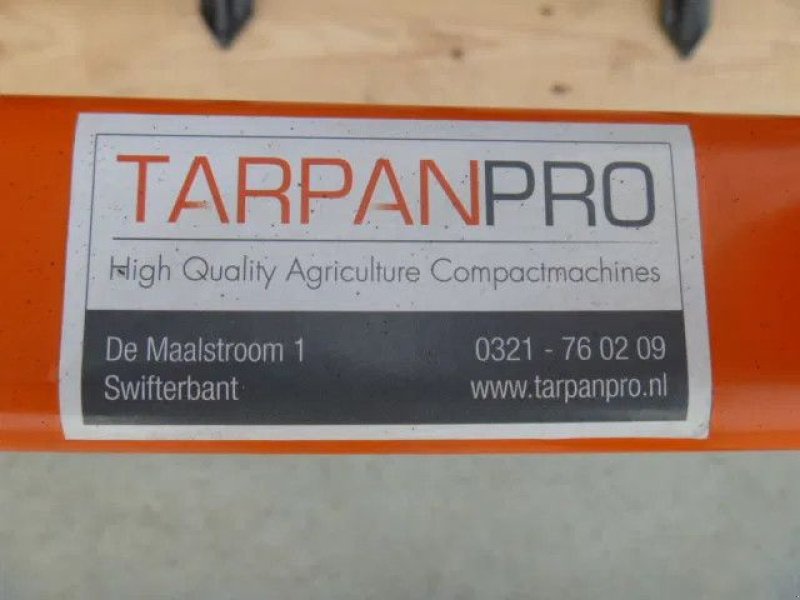 TARPANPRO
High Quality Agriculture Compactmachines
De Maalstroom 1 0321 - 76 02 09
Swifterbant www.tarpanpro.nl